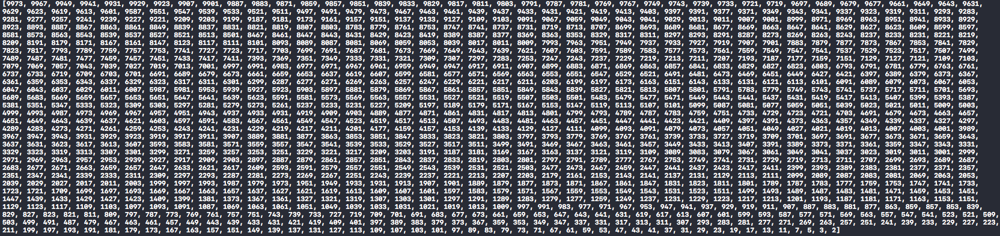 [9973, 9967, 9949, 9941, 9931, 9929, 9923, 9907, 9901, 9887, 9883, 9871, 9859, 9857, 9851, 9839, 9833, 9829, 9817, 9811, 9803, 9791, 9787, 9781, 9769, 9767, 9749, 9743, 9739, 9733, 9721, 9719, 9697, 9689, 9679, 9677, 9661, 9649, 9643, 9631,
9629, 9623, 9619, 9613, 9601, 9587, 9551, 9547, 9539, 9533, 9521, 9511, 9497, 9491, 9479, 9473, 9467, 9463, 9461, 9439, 9437, 9433, 9431, 9421, 9419, 9413, 9403, 9397, 9391, 9377, 9371, 9349, 9343, 9341, 9337, 9323, 9319, 9311, 9293, 9283,
9281, 9277, 9257, 9241, 9239, 9227, 9221, 9209, 9203, 9199, 9187, 9181, 9173, 9161, 9157, 9151, 9137, 9133, 9127, 9109, 9103, 9091, 9067, 9059, 9049, 9043, 9041, 9029, 9013, 9011, 9007, 9001, 8999, 8971, 8969, 8963, 8951, 8941, 8933, 8929,
8923, 8893, 8887, 8867, 8863, 8861, 8849, 8839, 8837, 8831, 8821, 8819, 8807, 8803, 8783, 8779, 8761, 8753, 8747, 8741, 8737, 8731, 8719, 8713, 8707, 8699, 8693, 8689, 8681, 8677, 8669, 8663, 8647, 8641, 8629, 8627, 8623, 8609, 8599, 8597,
8581, 8573, 8563, 8543, 8539, 8537, 8527, 8521, 8513, 8501, 8467, 8461, 8447, 8443, 8431, 8429, 8423, 8419, 8389, 8387, 8377, 8369, 8363, 8353, 8329, 8317, 8311, 8297, 8293, 8291, 8287, 8273, 8269, 8263, 8243, 8237, 8233, 8231, 8221, 8219,
8209, 8191, 8179, 8171, 8167, 8161, 8147, 8123, 8117, 8111, 8101, 8093, 8089, 8087, 8081, 8069, 8059, 8053, 8039, 8017, 8011, 8009, 7993, 7963, 7951, 7949, 7937, 7933, 7927, 7919, 7907, 7901, 7883, 7879, 7877, 7873, 7867, 7853, 7841, 7829,
7823, 7817, 7793, 7789, 7759, 7757, 7753, 7741, 7727, 7723, 7717, 7703, 7699, 7691, 7687, 7681, 7673, 7669, 7649, 7643, 7639, 7621, 7607, 7603, 7591, 7589, 7583, 7577, 7573, 7561, 7559, 7549, 7547, 7541, 7537, 7529, 7523, 7517, 7507, 7499,
7489, 7487, 7481, 7477, 7459, 7457, 7451, 7433, 7417, 7411, 7393, 7369, 7351, 7349, 7333, 7331, 7321, 7309, 7307, 7297, 7283, 7253, 7247, 7243, 7237, 7229, 7219, 7213, 7211, 7207, 7193, 7187, 7177, 7159, 7151, 7129, 7127, 7121, 7109, 7103,
7079, 7069, 7057, 7043, 7039, 7027, 7019, 7013, 7001, 6997, 6991, 6983, 6977, 6971, 6967, 6961, 6959, 6949, 6947, 6917, 6911, 6907, 6899, 6883, 6871, 6869, 6863, 6857, 6841, 6833, 6829, 6827, 6823, 6803, 6793, 6791, 6781, 6779, 6763, 6761,
6737, 6733, 6719, 6709, 6703, 6701, 6691, 6689, 6679, 6673, 6661, 6659, 6653, 6637, 6619, 6607, 6599, 6581, 6577, 6571, 6569, 6563, 6553, 6551, 6547, 6529, 6521, 6491, 6481, 6473, 6469, 6451, 6449, 6427, 6421, 6397, 6389, 6379, 6373, 6367,
6361, 6359, 6353, 6343, 6337, 6329, 6323, 6317, 6311, 6301, 6299, 6287, 6277, 6271, 6269, 6263, 6257, 6247, 6229, 6221, 6217, 6211, 6203, 6199, 6197, 6173, 6163, 6151, 6143, 6133, 6131, 6121, 6113, 6101, 6091, 6089, 6079, 6073, 6067, 6053,
6047, 6043, 6037, 6029, 6011, 6007, 5987, 5981, 5953, 5939, 5927, 5923, 5903, 5897, 5881, 5879, 5869, 5867, 5861, 5857, 5851, 5849, 5843, 5839, 5827, 5821, 5813, 5807, 5801, 5791, 5783, 5779, 5749, 5743, 5741, 5737, 5717, 5711, 5701, 5693,
5689, 5683, 5669, 5659, 5657, 5653, 5651, 5647, 5641, 5639, 5623, 5591, 5581, 5573, 5569, 5563, 5557, 5531, 5527, 5521, 5519, 5507, 5503, 5501, 5483, 5479, 5477, 5471, 5449, 5443, 5441, 5437, 5431, 5419, 5417, 5413, 5407, 5399, 5393, 5387,
5381, 5351, 5347, 5333, 5323, 5309, 5303, 5297, 5281, 5279, 5273, 5261, 5237, 5233, 5231, 5227, 5209, 5197, 5189, 5179, 5171, 5167, 5153, 5147, 5119, 5113, 5107, 5101, 5099, 5087, 5081, 5077, 5059, 5051, 5039, 5023, 5021, 5011, 5009, 5003,
4999, 4993, 4987, 4973, 4969, 4967, 4957, 4951, 4943, 4937, 4933, 4931, 4919, 4909, 4903, 4889, 4877, 4871, 4861, 4831, 4817, 4813, 4801, 4799, 4793, 4789, 4787, 4783, 4759, 4751, 4733, 4729, 4723, 4721, 4703, 4691, 4679, 4673, 4663, 4657,
4651, 4649, 4643, 4639, 4637, 4621, 4603, 4597, 4591, 4583, 4567, 4561, 4549, 4547, 4523, 4519, 4517, 4513, 4507, 4493, 4483, 4481, 4463, 4457, 4451, 4447, 4441, 4423, 4421, 4409, 4397, 4391, 4373, 4363, 4357, 4349, 4339, 4337, 4327, 4297,
4289, 4283, 4273, 4271, 4261, 4259, 4253, 4243, 4241, 4231, 4229, 4219, 4217, 4211, 4201, 4177, 4159, 4157, 4153, 4139, 4133, 4129, 4127, 4111, 4099, 4093, 4091, 4079, 4073, 4057, 4051, 4049, 4027, 4021, 4019, 4013, 4007, 4003, 4001, 3989,
3967, 3947, 3943, 3931, 3929, 3923, 3919, 3917, 3911, 3907, 3889, 3881, 3877, 3863, 3853, 3851, 3847, 3833, 3823, 3821, 3803, 3797, 3793, 3779, 3769, 3767, 3761, 3739, 3733, 3727, 3719, 3709, 3701, 3697, 3691, 3677, 3673, 3671, 3659, 3643,
3637, 3631, 3623, 3617, 3613, 3607, 3593, 3583, 3581, 3571, 3559, 3557, 3547, 3541, 3539, 3533, 3529, 3527, 3517, 3511, 3499, 3491, 3469, 3467, 3463, 3461, 3457, 3449, 3433, 3413, 3407, 3391, 3389, 3373, 3371, 3361, 3359, 3347, 3343, 3331,
3329, 3323, 3319, 3313, 3307, 3301, 3299, 3271, 3259, 3257, 3253, 3251, 3229, 3221, 3217, 3209, 3203, 3191, 3187, 3181, 3169, 3167, 3163, 3137, 3121, 3119, 3109, 3089, 3083, 3079, 3067, 3061, 3049, 3041, 3037, 3023, 3019, 3011, 3001, 2999,
2971, 2969, 2963, 2957, 2953, 2939, 2927, 2917, 2909, 2903, 2897, 2887, 2879, 2861, 2857, 2851, 2843, 2837, 2833, 2819, 2803, 2801, 2797, 2791, 2789, 2777, 2767, 2753, 2749, 2741, 2731, 2729, 2719, 2713, 2711, 2707, 2699, 2693, 2689, 2687,
2683, 2677, 2671, 2663, 2659, 2657, 2647, 2633, 2621, 2617, 2609, 2593, 2591, 2579, 2557, 2551, 2549, 2543, 2539, 2531, 2521, 2503, 2477, 2473, 2467, 2459, 2447, 2441, 2437, 2423, 2417, 2411, 2399, 2393, 2389, 2383, 2381, 2377, 2371, 2357,
2351, 2347, 2341, 2339, 2333, 2311, 2309, 2297, 2293, 2287, 2281, 2273, 2269, 2267, 2251, 2243, 2239, 2237, 2221, 2213, 2207, 2203, 2179, 2161, 2153, 2143, 2141, 2137, 2131, 2129, 2113, 2111, 2099, 2089, 2087, 2083, 2081, 2069, 2063, 2053,
2039, 2029, 2027, 2017, 2011, 2003, 1999, 1997, 1993, 1987, 1979, 1973, 1951, 1949, 1933, 1931, 1913, 1907, 1901, 1889, 1879, 1877, 1873, 1871, 1867, 1861, 1847, 1831, 1823, 1811, 1801, 1789, 1787, 1783, 1777, 1759, 1753, 1747, 1741, 1733,
1723, 1721, 1709, 1699, 1697, 1693, 1669, 1667, 1663, 1657, 1637, 1627, 1621, 1619, 1613, 1609, 1607, 1601, 1597, 1583, 1579, 1571, 1567, 1559, 1553, 1549, 1543, 1531, 1523, 1511, 1499, 1493, 1489, 1487, 1483, 1481, 1471, 1459, 1453, 1451,
1447, 1439, 1433, 1429, 1427, 1423, 1409, 1399, 1381, 1373, 1367, 1361, 1327, 1321, 1319, 1307, 1303, 1301, 1297, 1291, 1289, 1283, 1279, 1277, 1259, 1249, 1237, 1231, 1229, 1223, 1217, 1213, 1201, 1193, 1187, 1181, 1171, 1163, 1153, 1151,
1129, 1123, 1117, 1109, 1103, 1097, 1093, 1091, 1087, 1069, 1063, 1061, 1051, 1049, 1039, 1033, 1031, 1021, 1019, 1013, 1009, 997, 991, 983, 977, 971, 967, 953, 947, 941, 937, 929, 919, 911, 907, 887, 883, 881, 877, 863, 859, 857, 853, 839,
829, 827, 823, 821, 811, 809, 797, 787, 773, 769, 761, 757, 751, 743, 739, 733, 727, 719, 709, 701, 691, 683, 677, 673, 661, 659, 653, 647, 643, 641, 631, 619, 617, 613, 607, 601, 599, 593, 587, 577, 571, 569, 563, 557, 547, 541, 523, 521, 509,
503, 499, 491, 487, 479, 467, 463, 461, 457, 449, 443, 439, 433, 431, 421, 419, 409, 401, 397, 389, 383, 379, 373, 367, 359, 353, 349, 347, 337, 331, 317, 313, 311, 307, 293, 283, 281, 277, 271, 269, 263, 257, 251, 241, 239, 233, 229, 227, 223,
211, 199, 197, 193, 191, 181, 179, 173, 167, 163, 157, 151, 149, 139, 137, 131, 127, 113, 109, 107, 103, 101, 97, 89, 83, 79, 73, 71, 67, 61, 59, 53, 47, 43, 41, 37, 31, 29, 23, 19, 17, 13, 11, 7, 5, 3, 2]